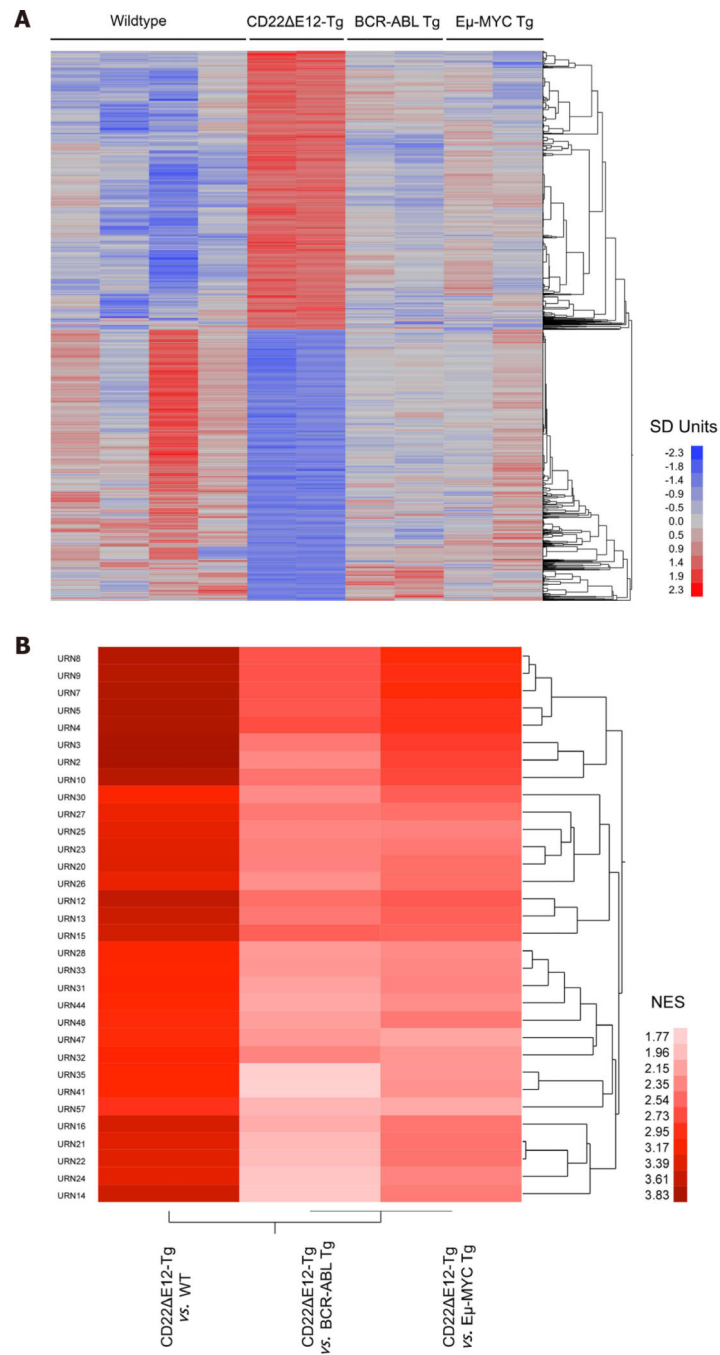 A
Wildtype CD22ΔE12-Tg BCR-ABL Tg Eμ-MYC Tg
SD Units
-2.3
-1.8
-1.4
-0.9
-0.5
0.0
0.5
0.9
1.4
1.9
2.3
B
URN8
URN9
URN7
URN5
URN4
URN3
URN2
URN10
URN30
URN27
URN25
URN23
URN20
URN26
URN12
URN13
URN15
URN28
URN33
URN31
URN44
URN48
URN47
URN32
URN35
URN41
URN57
URN16
URN21
URN22
URN24
URN14
NES
1.77
1.96
2.15
2.35
2.54
2.73
2.95
3.17
3.39
3.61
3.83
CD22ΔE12-Tg
vs. WT
CD22ΔE12-Tg
vs. BCR-ABL Tg
CD22ΔE12-Tg
vs. Eμ-MYC Tg